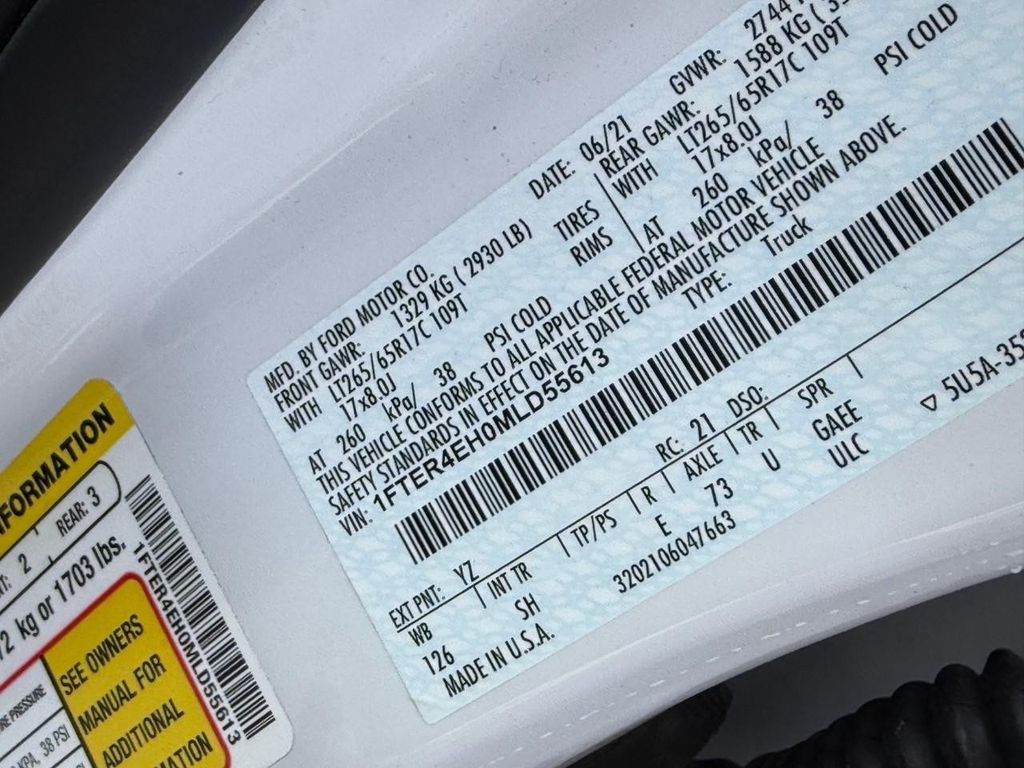 MFD. BY FORD MOTOR CO.
DATE: 06/21
GVWR:
FRONT GAWR: 1329 KG ( 2930 LB)
REAR GAWR: 1588 KG
WITH LT265/65R17C 109T
TIRES
WITH LT265/65R17C 109T
17x8.0J
RIMS
17x8.0J
AT 260 kPa/ 38 PSI COLD
AT 260 kPa/ 38 PSI COLD
THIS VEHICLE CONFORMS TO ALL APPLICABLE FEDERAL MOTOR VEHICLE
SAFETY STANDARDS IN EFFECT ON THE DATE OF MANUFACTURE SHOWN ABOVE.
VIN: 1FTER4EH0MLD55613
TYPE: Truck
EXT PNT: YZ
RC: 21 DSO:
WB | INT TR | TP/PS | R | AXLE | TR | SPR |
126 SH E 73 U GAEE
MADE IN U.S.A.
3202106047663
ULC
5U5A-35
REAR: 3
2
kg or 1703 lbs.
38 PSI
SEE OWNERS
MANUAL FOR
ADDITIONAL
1FTER4EH0MLD55613